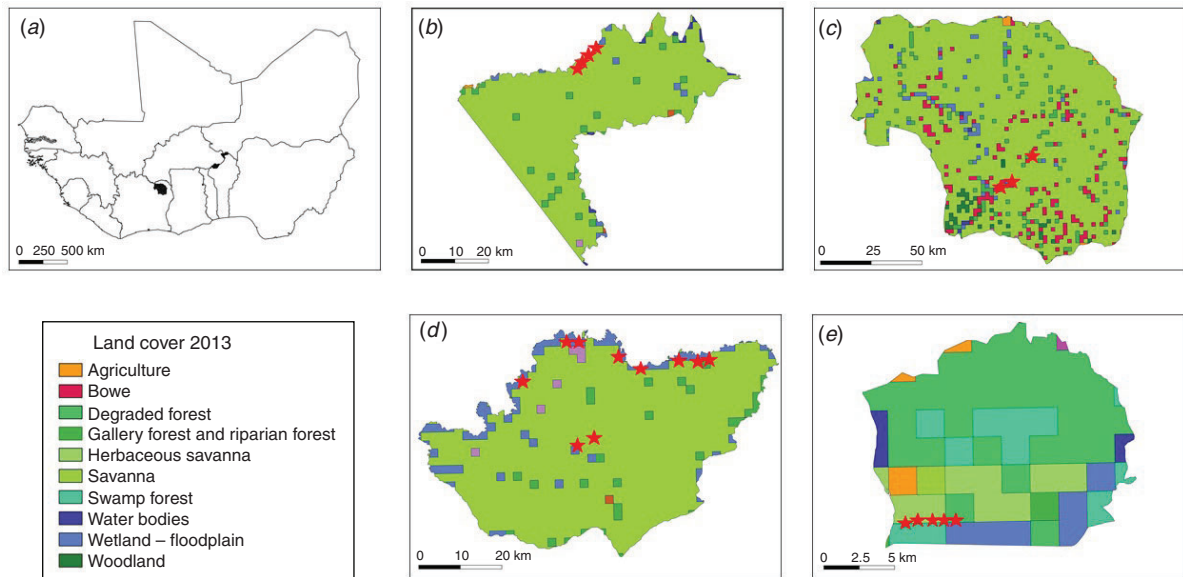 (a)
0 250 500 km
(b)
0 10 20 km
(c)
0 25 50 km
Land cover 2013
Agriculture
Bowe
Degraded forest
Gallery forest and riparian forest
Herbaceous savanna
Savanna
Swamp forest
Water bodies
Wetland – floodplain
Woodland
(d)
0 10 20 km
(e)
0 2.5 5 km